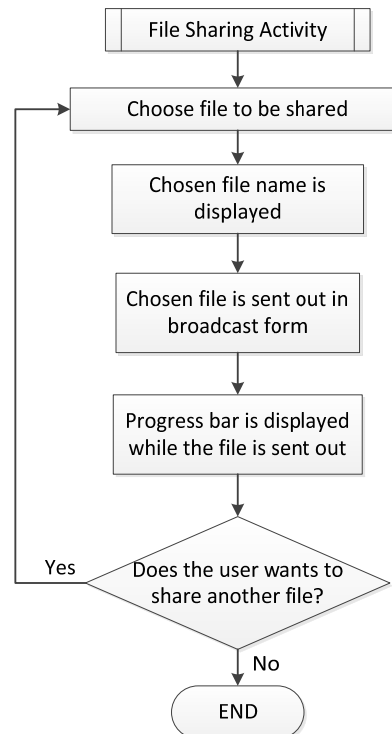 File Sharing Activity
Choose file to be shared
Chosen file name is
displayed
Chosen file is sent out in
broadcast form
Progress bar is displayed
while the file is sent out
Yes
Does the user wants to
share another file?
No
END